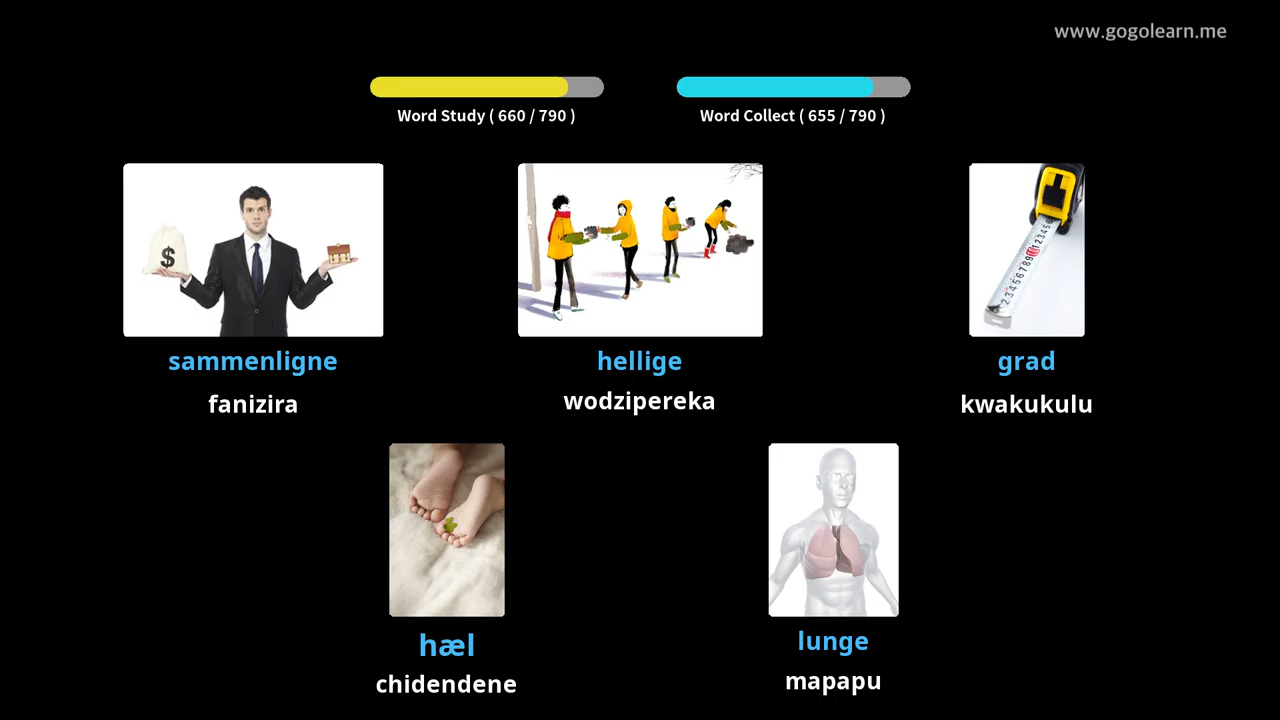 www.gogolearn.me
Word Study ( 660 / 790 )
Word Collect ( 655 / 790 )
$
sammenligne
hellige
grad
fanizira
wodzipereka
kwakukulu
hæl
lunge
chidendene
mapapu